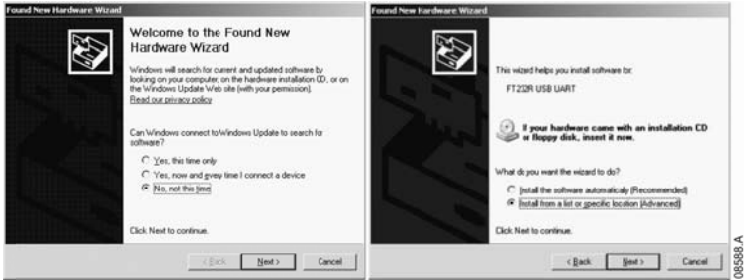 Found New Hardware Wizard
Welcome to the Found New
Hardware Wizard
Windows will search for current and updated software by
looking on your computer, on the hardware installation CD, or on
the Windows Update Web site (with your permission).
Read our privacy policy
Can Windows connect to Windows Update to search for
software?
Yes, this time only
Yes, now and every time I connect a device
No, not this time
Click Next to continue.
< Back
Next >
Cancel
Found New Hardware Wizard
This wizard helps you install software for:
FT232R USB UART
If your hardware came with an installation CD
or floppy disk, insert it now.
What do you want the wizard to do?
Install the software automatically (Recommended)
Install from a list or specific location (Advanced)
Click Next to continue.
< Back
Next >
Cancel
08588.A